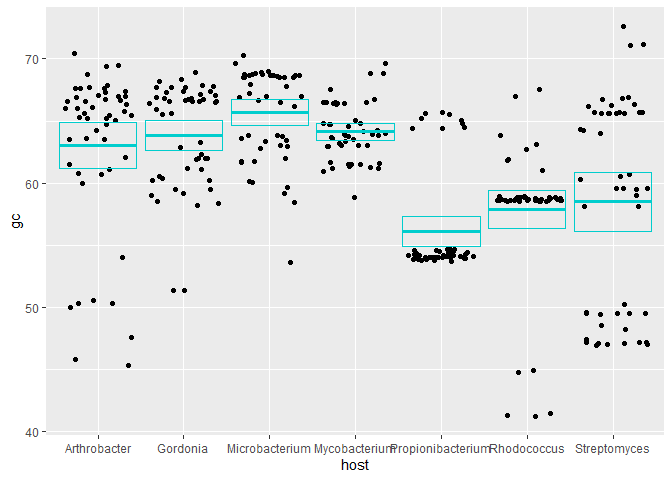 70
60
50
40
gc
Arthrobacter Gordonia Microbacterium Mycobacterium Propionibacterium Rhodococcus Streptomyces
host